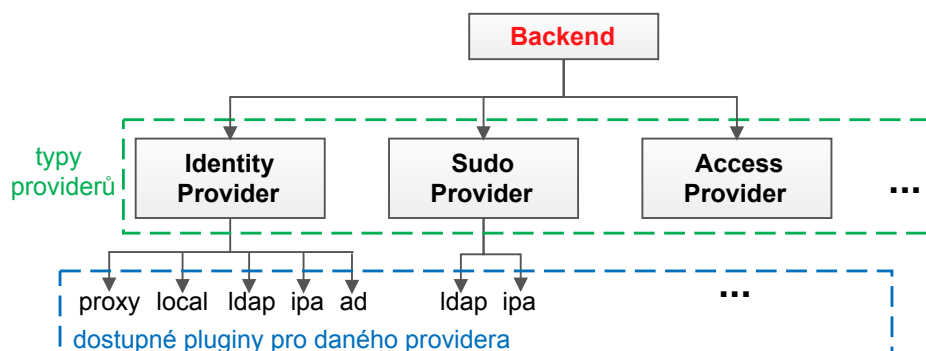 Backend
typy
providerů
Identity
Provider
Sudo
Provider
Access
Provider
...
proxy local ldap ipa ad ldap ipa ...
dostupné pluginy pro daného providera